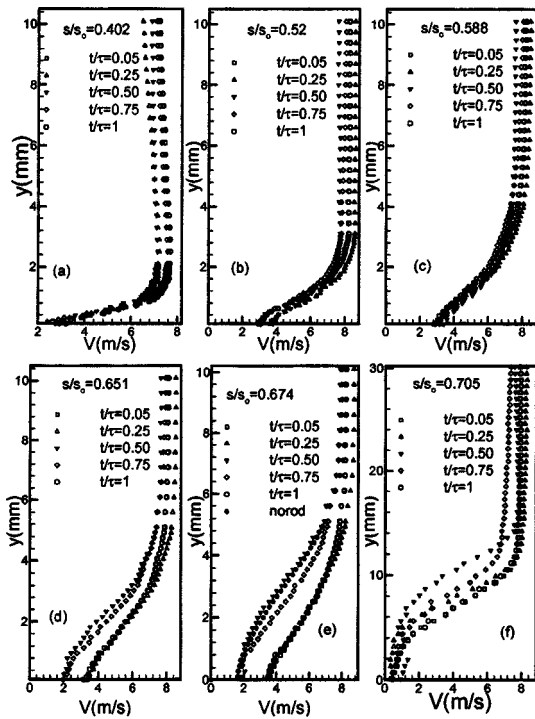 s/s₀=0.402
t/τ=0.05
t/τ=0.25
t/τ=0.50
t/τ=0.75
t/τ=1
(a)
y(mm)
10
8
6
4
2
2 4 6 8
V(m/s)
s/s₀=0.52
t/τ=0.05
t/τ=0.25
t/τ=0.50
t/τ=0.75
t/τ=1
(b)
y(mm)
10
8
6
4
2
0 2 4 6 8
V(m/s)
s/s₀=0.588
t/τ=0.05
t/τ=0.25
t/τ=0.50
t/τ=0.75
t/τ=1
(c)
y(mm)
10
8
6
4
2
0 2 4 6 8
V(m/s)
s/s₀=0.651
t/τ=0.05
t/τ=0.25
t/τ=0.50
t/τ=0.75
t/τ=1
(d)
y(mm)
10
8
6
4
2
0
0 2 4 6 8
V(m/s)
s/s₀=0.674
t/τ=0.05
t/τ=0.25
t/τ=0.50
t/τ=0.75
t/τ=1
norod
(e)
y(mm)
10
8
6
4
2
0
0 2 4 6 8
V(m/s)
s/s₀=0.705
t/τ=0.05
t/τ=0.25
t/τ=0.50
t/τ=0.75
t/τ=1
(f)
y(mm)
30
20
10
0
0 2 4 6 8
V(m/s)